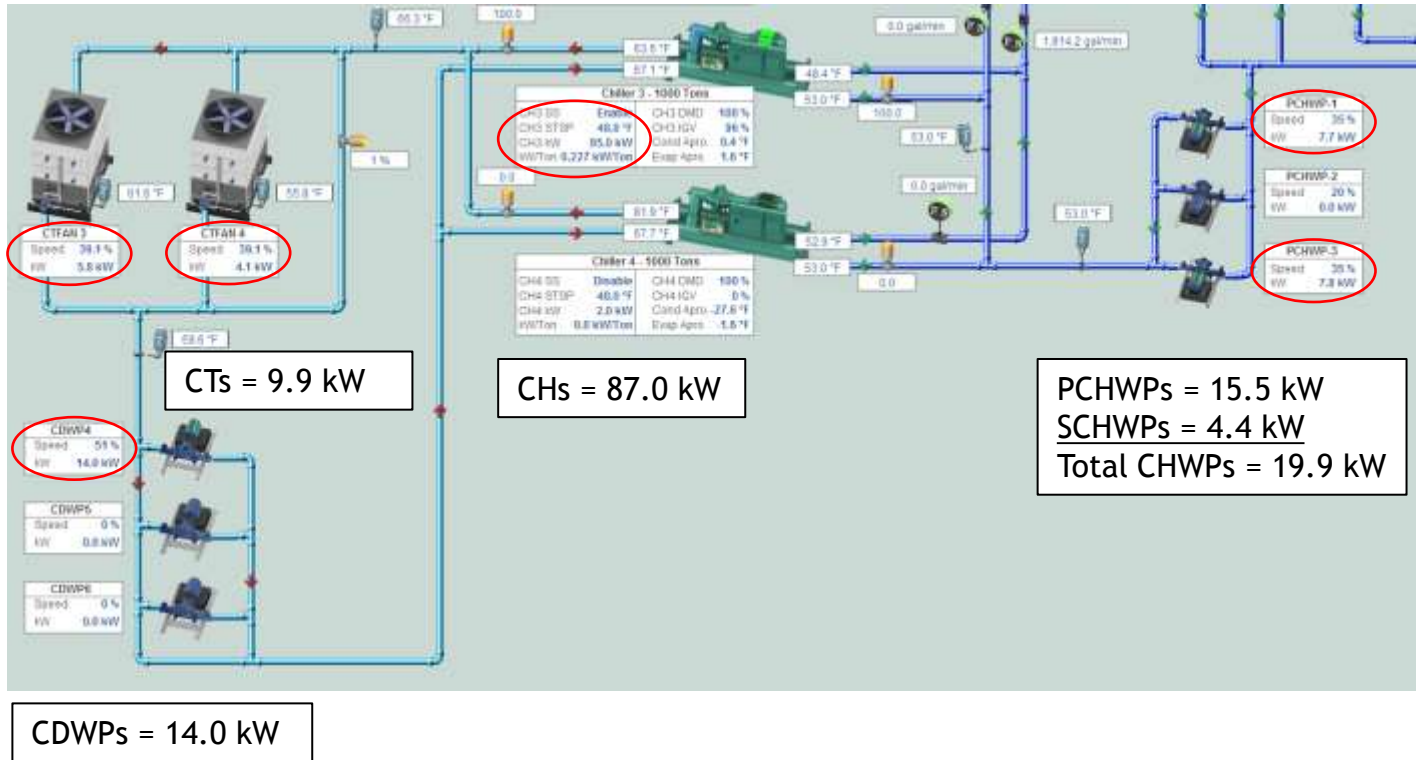 66.3 °F
100.0
0.0 gal/min
1,814.2 gal/min
63.6 °F
57.1 °F
48.4 °F
53.0 °F
100.0
Chiller 3 - 1000 Tons
CH3 SS Enable CH3 DMD 100 %
CH3 STSP 48.0 °F CH3 IGV 96 %
CH3 kW 85.0 kW Cond Apro. 0.4 °F
kW/Ton 0.227 kW/Ton Evap Apro. 1.6 °F
1 %
53.0 °F
PCHWP-1
Speed 35 %
kW 7.7 kW
PCHWP-2
Speed 20 %
kW 0.0 kW
PCHWP-3
Speed 35 %
kW 7.8 kW
61.6 °F
55.8 °F
0.0
0.0 gal/min
53.0 °F
CTFAN 3
Speed 39.1 %
kW 5.8 kW
CTFAN 4
Speed 39.1 %
kW 4.1 kW
61.9 °F
67.7 °F
52.9 °F
53.0 °F
0.0
Chiller 4 - 1000 Tons
CH4 SS Disable CH4 DMD 100 %
CH4 STSP 48.0 °F CH4 IGV 0 %
CH4 kW 2.0 kW Cond Apro. -27.6 °F
kW/Ton 0.0 kW/Ton Evap Apro.
CTs = 9.9 kW
CHs = 87.0 kW
PCHWPs = 15.5 kW
SCHWPs = 4.4 kW
Total CHWPs = 19.9 kW
CDWP4
Speed 51 %
kW 14.0 kW
CDWP5
Speed 0 %
kW 0.0 kW
CDWP6
Speed 0 %
kW 0.0 kW
CDWPs = 14.0 kW